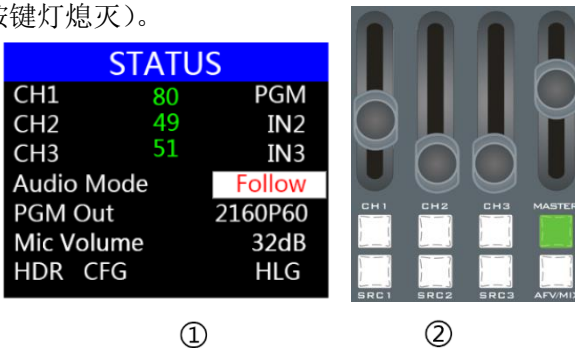 按键灯熄灭）。
STATUS
CH1 80 PGM
CH2 49 IN2
CH3 51 IN3
Audio Mode Follow
PGM Out 2160P60
Mic Volume 32dB
HDR CFG HLG
CH1 CH2 CH3 MASTER
SRC1 SRC2 SRC3 AFV/MIX
① ②